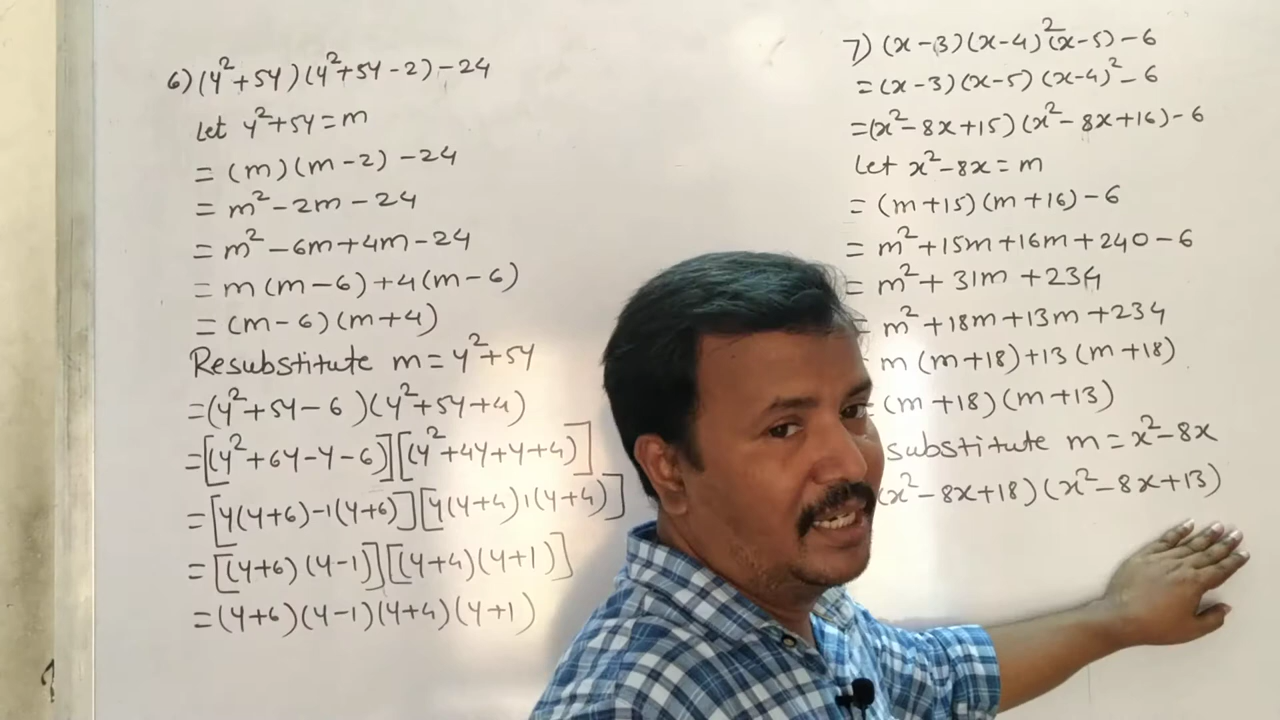 6) (y²+5y)(y²+5y-2)-24
Let y²+5y=m
= (m)(m-2)-24
= m²-2m-24
= m²-6m+4m-24
= m(m-6)+4(m-6)
= (m-6)(m+4)
Resubstitute m=y²+5y
=(y²+5y-6)(y²+5y+4)
=[(y²+6y-y-6][(y²+4y+y+4)]
=[y(y+6)-1(y+6)][y(y+4)1(y+4)]
=[(y+6)(y-1)][(y+4)(y+1)]
=(y+6)(y-1)(y+4)(y+1)
7) (x-3)(x-4)²(x-5)-6
=(x-3)(x-5)(x-4)²-6
=(x²-8x+15)(x²-8x+16)-6
Let x²-8x=m
= (m+15)(m+16)-6
= m²+15m+16m+240-6
= m²+31m+234
= m²+18m+13m+234
m(m+18)+13(m+18)
=(m+18)(m+13)
substitute m=x²-8x
(x²-8x+18)(x²-8x+13)